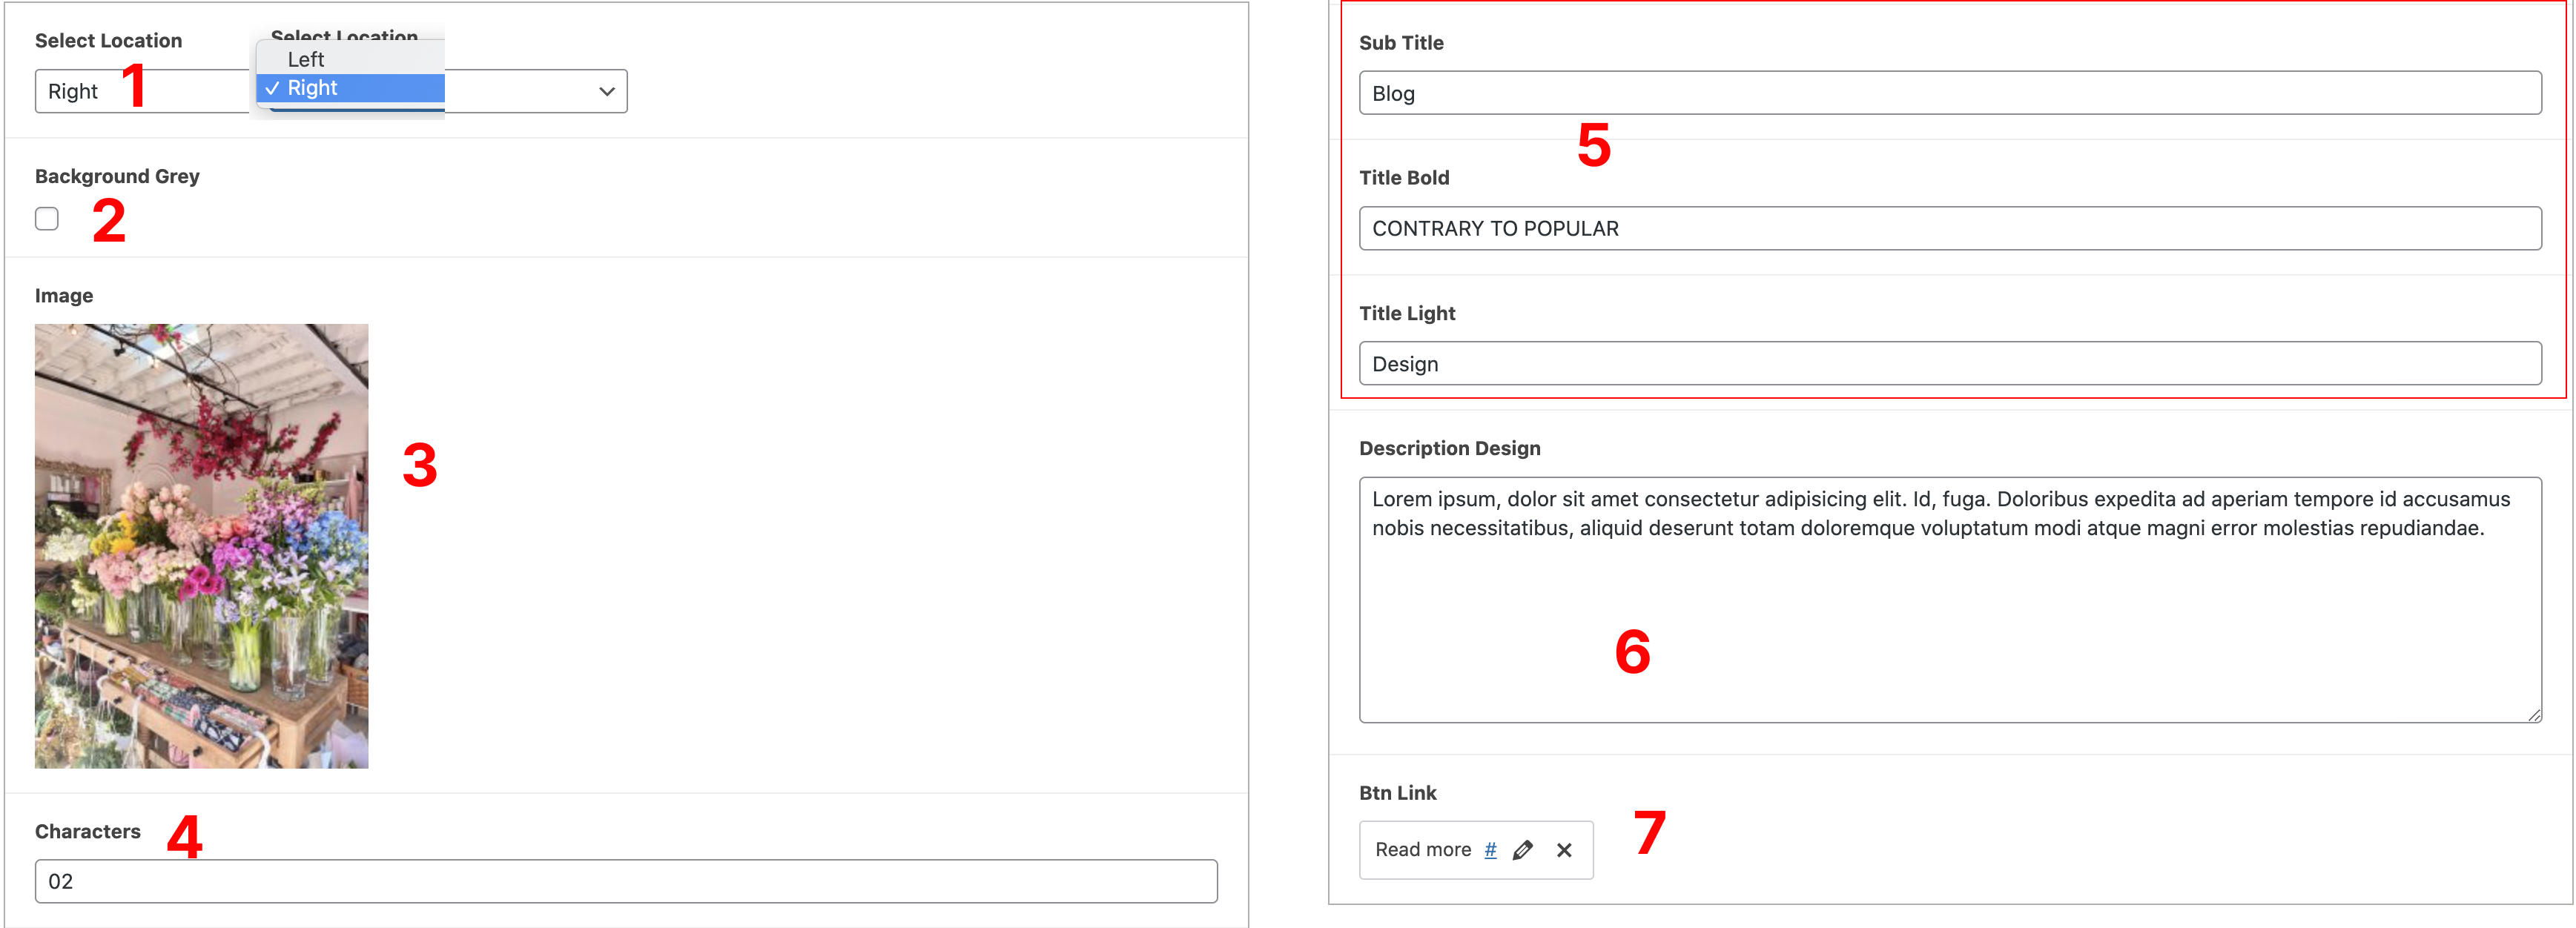 Select Location
Select Location
Left
✓ Right
Right
1
Background Grey
2
Image
3
Characters
4
02
Sub Title
Blog
5
Title Bold
CONTRARY TO POPULAR
Title Light
Design
Description Design
Lorem ipsum, dolor sit amet consectetur adipisicing elit. Id, fuga. Doloribus expedita ad aperiam tempore id accusamus
nobis necessitatibus, aliquid deserunt totam doloremque voluptatum modi atque magni error molestias repudiandae.
6
Btn Link
7
Read more #